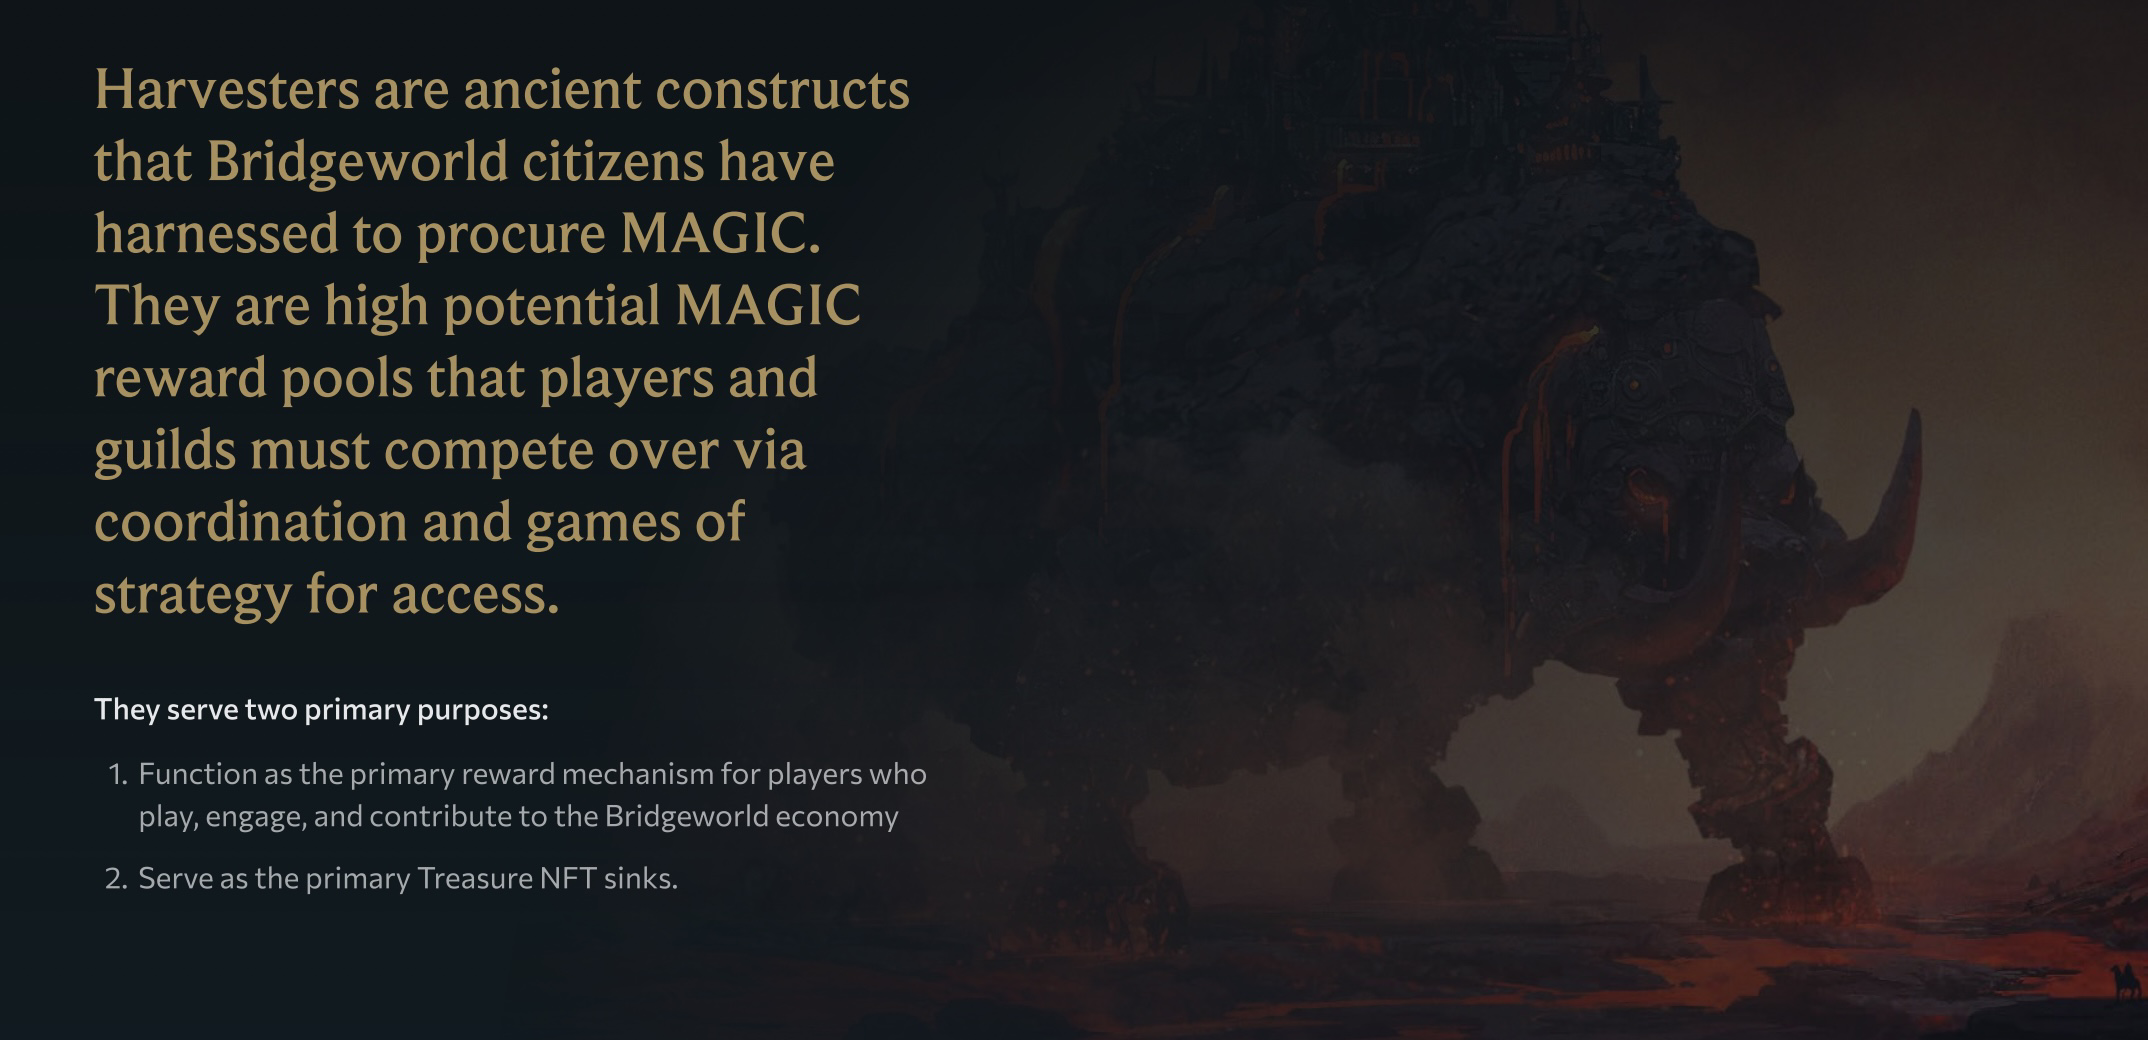 Harvesters are ancient constructs
that Bridgeworld citizens have
harnessed to procure MAGIC.
They are high potential MAGIC
reward pools that players and
guilds must compete over via
coordination and games of
strategy for access.
They serve two primary purposes:
1. Function as the primary reward mechanism for players who
play, engage, and contribute to the Bridgeworld economy
2. Serve as the primary Treasure NFT sinks.